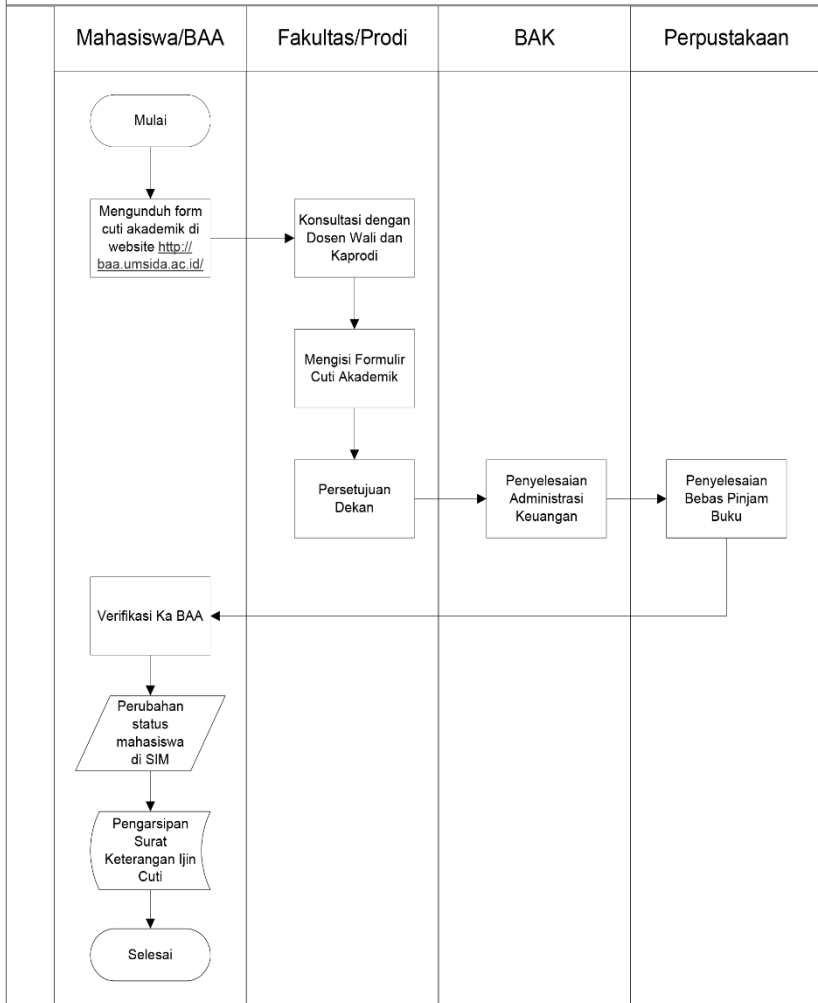 Mahasiswa/BAA
Fakultas/Prodi
BAK
Perpustakaan
Mulai
Mengunduh form
cuti akademik di
website http://
baa.umsida.ac.id/
Konsultasi dengan
Dosen Wali dan
Kaprodi
Mengisi Formulir
Cuti Akademik
Persetujuan
Dekan
Penyelesaian
Administrasi
Keuangan
Penyelesaian
Bebas Pinjam
Buku
Verifikasi Ka BAA
Perubahan
status
mahasiswa
di SIM
Pengarsipan
Surat
Keterangan Ijin
Cuti
Selesai